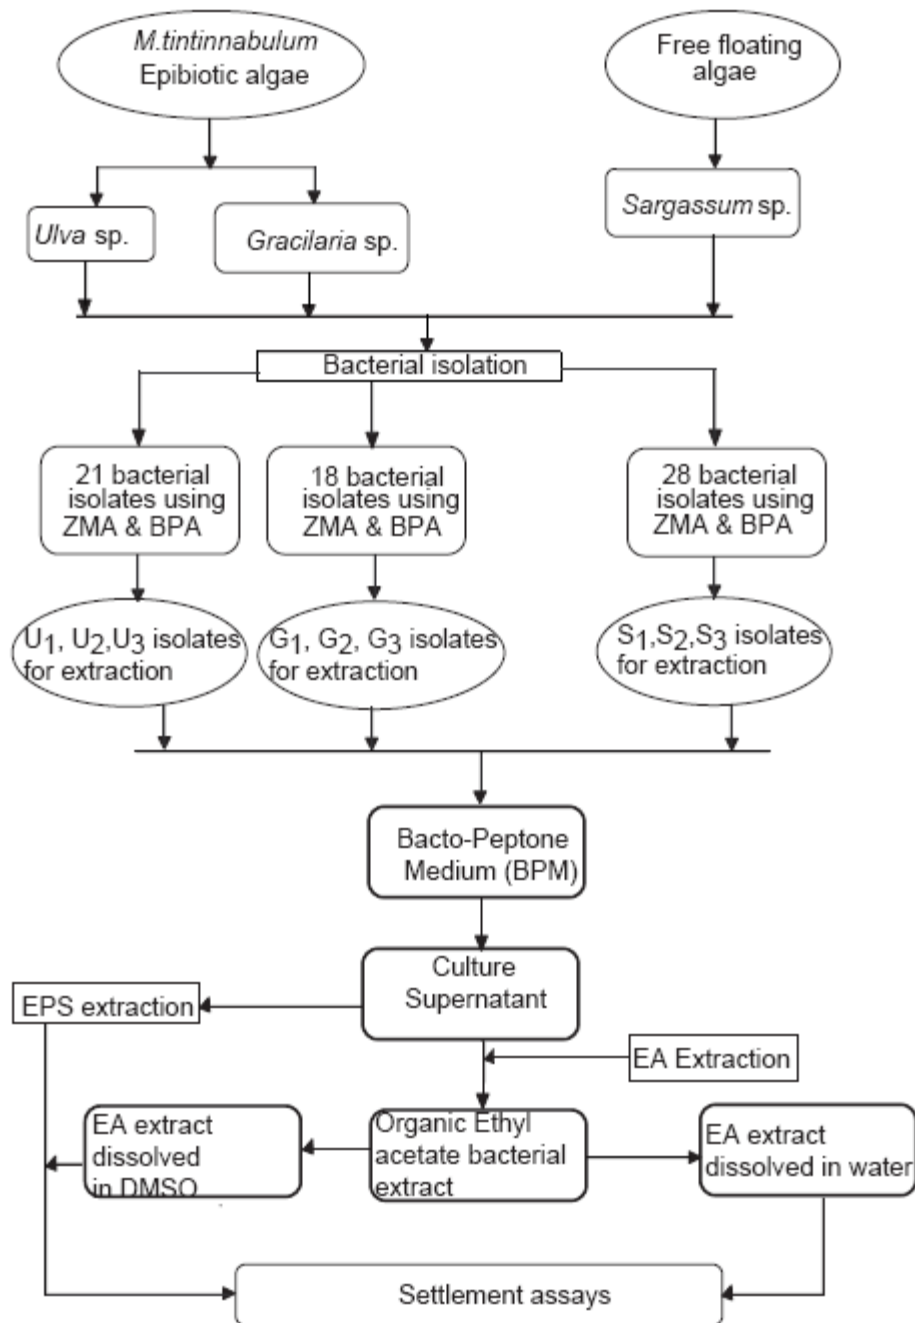 M.tintinnabulum
Epibiotic algae
Free floating
algae
Ulva sp.
Gracilaria sp.
Sargassum sp.
Bacterial isolation
21 bacterial
isolates using
ZMA & BPA
18 bacterial
isolates using
ZMA & BPA
28 bacterial
isolates using
ZMA & BPA
U1, U2,U3 isolates
for extraction
G1, G2, G3 isolates
for extraction
S1,S2,S3 isolates
for extraction
Bacto-Peptone
Medium (BPM)
Culture
Supernatant
EPS extraction
EA Extraction
EA extract
dissolved
in DMSO
Organic Ethyl
acetate bacterial
extract
EA extract
dissolved in water
Settlement assays